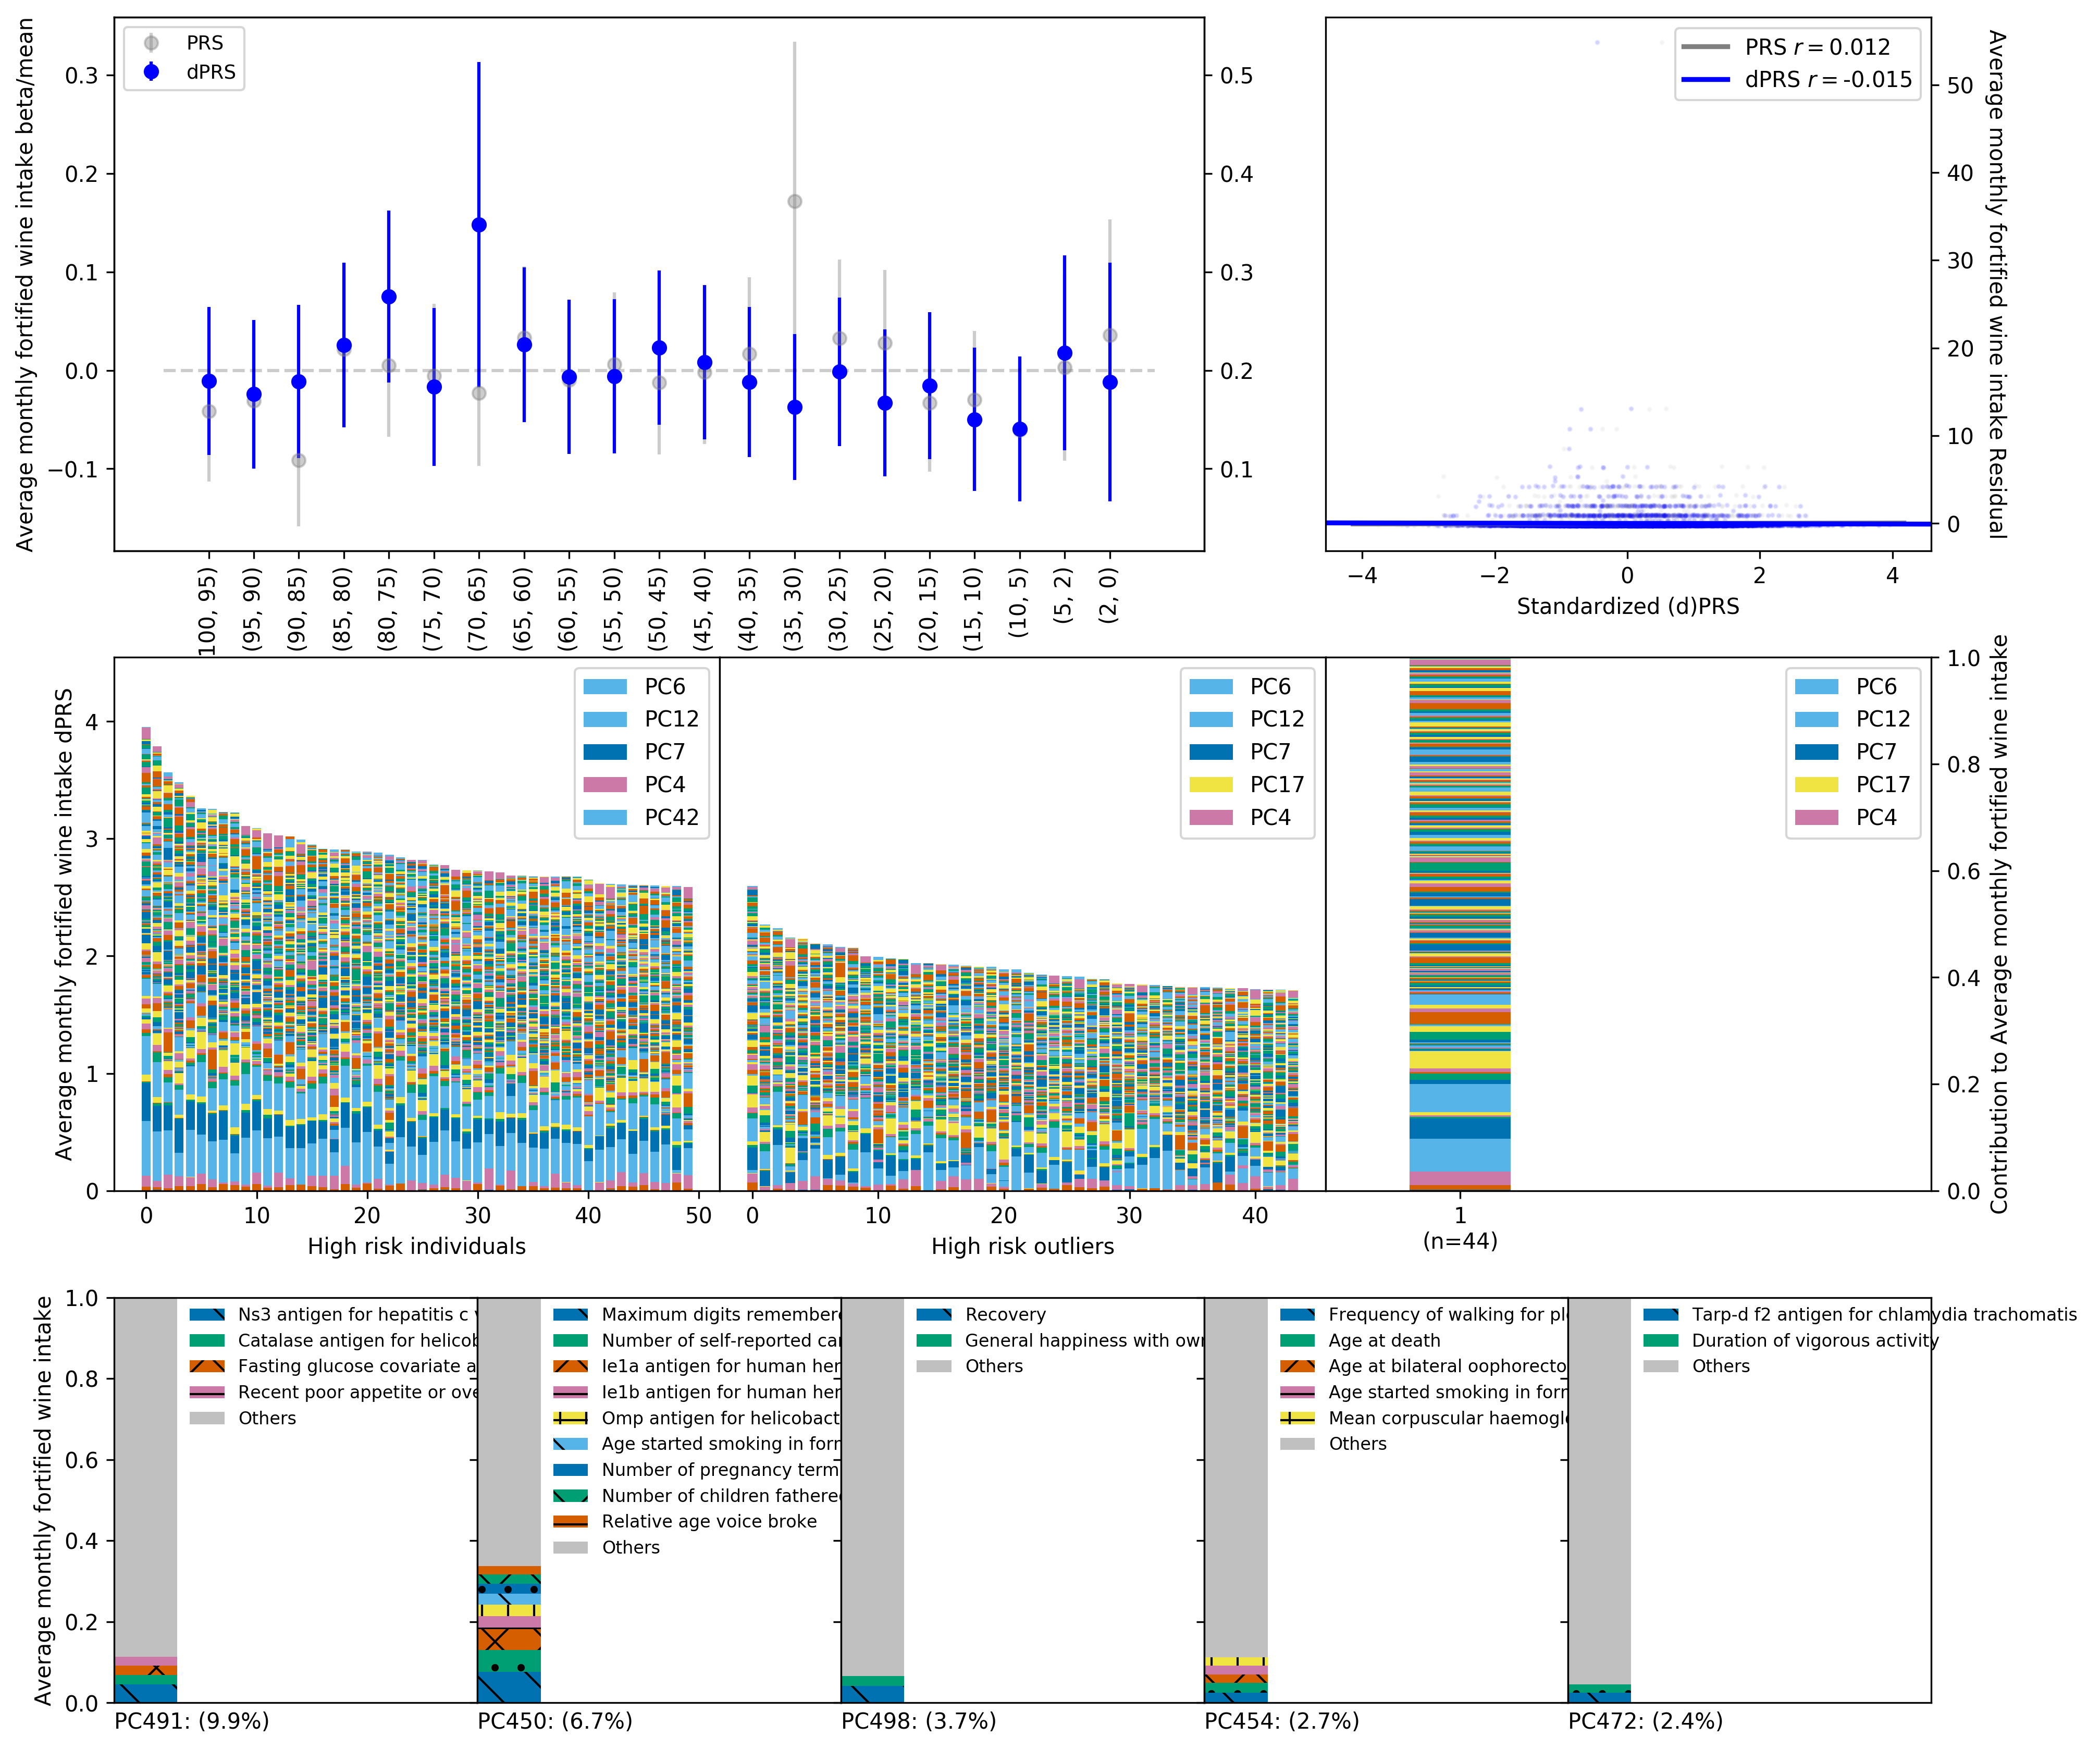 Average monthly fortified wine intake beta/mean
0.3
0.2
0.1
0.0
−0.1
PRS
dPRS
0.5
0.4
0.3
0.2
0.1
100, 95)
(95, 90)
(90, 85)
(85, 80)
(80, 75)
(75, 70)
(70, 65)
(65, 60)
(60, 55)
(55, 50)
(50, 45)
(45, 40)
(40, 35)
(35, 30)
(30, 25)
(25, 20)
(20, 15)
(15, 10)
(10, 5)
(5, 2)
(2, 0)
PRS r = 0.012
dPRS r = -0.015
50
40
30
20
10
0
Average monthly fortified wine intake Residual
−4
−2
0
2
4
Standardized (d)PRS
Average monthly fortified wine intake dPRS
4
3
2
1
0
PC6
PC12
PC7
PC4
PC42
0
10
20
30
40
50
High risk individuals
PC6
PC12
PC7
PC17
PC4
0
10
20
30
40
High risk outliers
PC6
PC12
PC7
PC17
PC4
1
(n=44)
1.0
0.8
0.6
0.4
0.2
0.0
Contribution to Average monthly fortified wine intake
Average monthly fortified wine intake
1.0
0.8
0.6
0.4
0.2
0.0
Ns3 antigen for hepatitis c
Catalase antigen for helicob
Fasting glucose covariate a
Recent poor appetite or ove
Others
PC491: (9.9%)
Maximum digits remembere
Number of self-reported can
Ie1a antigen for human her
Ie1b antigen for human her
Omp antigen for helicobact
Age started smoking in forr
Number of pregnancy term
Number of children fathered
Relative age voice broke
Others
PC450: (6.7%)
Recovery
General happiness with own
Others
PC498: (3.7%)
Frequency of walking for ple
Age at death
Age at bilateral oophorecto
Age started smoking in forr
Mean corpuscular haemoglo
Others
PC454: (2.7%)
Tarp-d f2 antigen for chlamydia trachomatis
Duration of vigorous activity
Others
PC472: (2.4%)